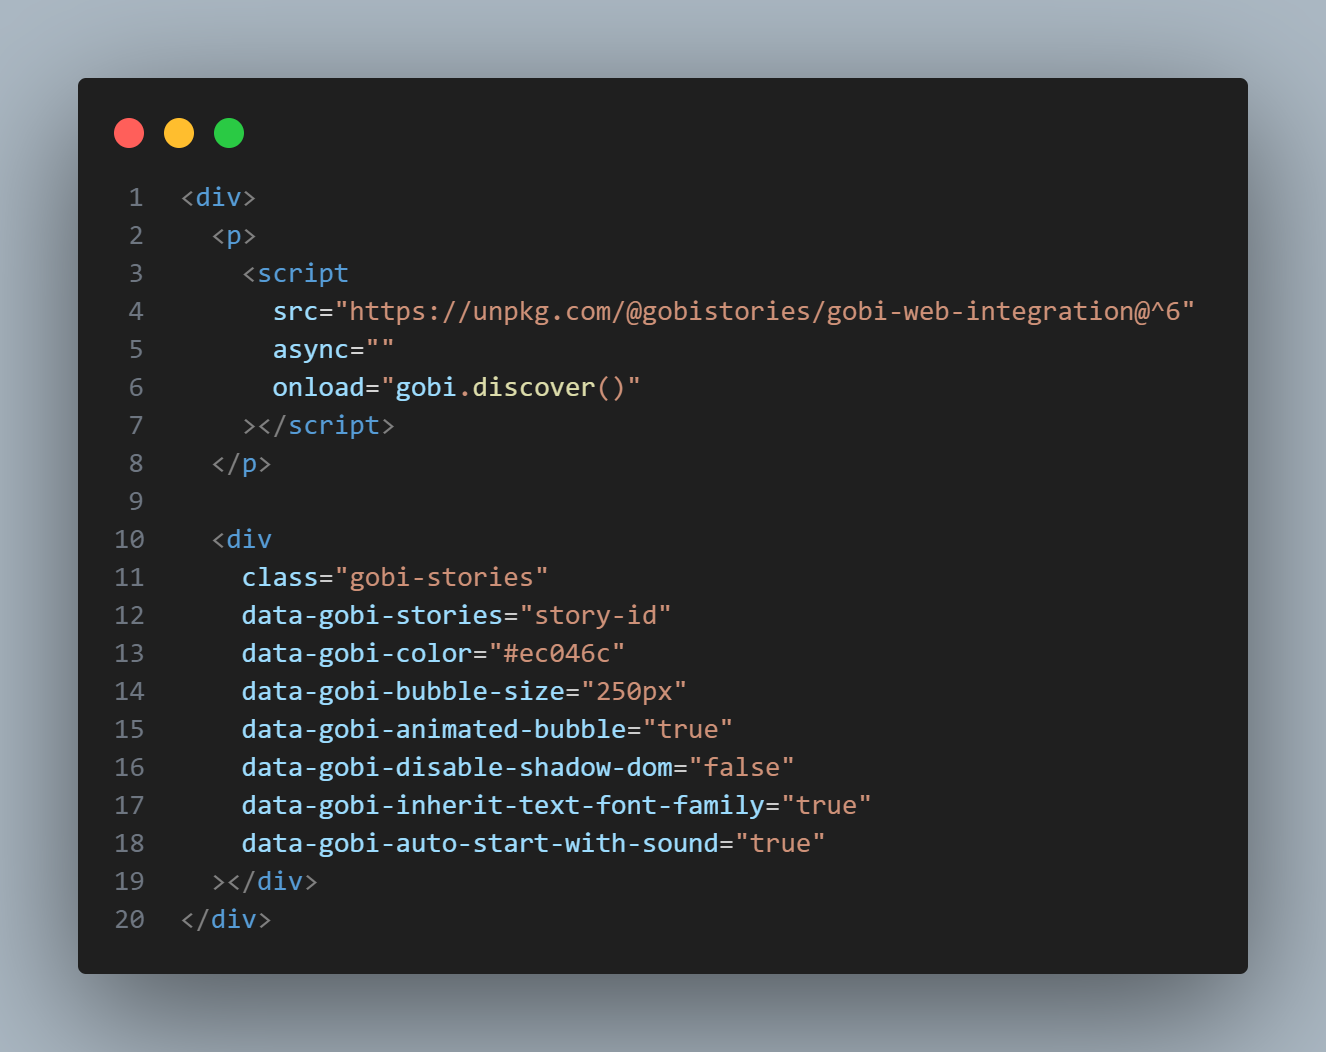 1 <div>
2   <p>
3     <script
4       src="https://unpkg.com/@gobistories/gobi-web-integration@^6"
5       async=""
6       onload="gobi.discover()"
7     ></script>
8   </p>
9
10   <div
11     class="gobi-stories"
12     data-gobi-stories="story-id"
13     data-gobi-color="#ec046c"
14     data-gobi-bubble-size="250px"
15     data-gobi-animated-bubble="true"
16     data-gobi-disable-shadow-dom="false"
17     data-gobi-inherit-text-font-family="true"
18     data-gobi-auto-start-with-sound="true"
19   ></div>
20 </div>